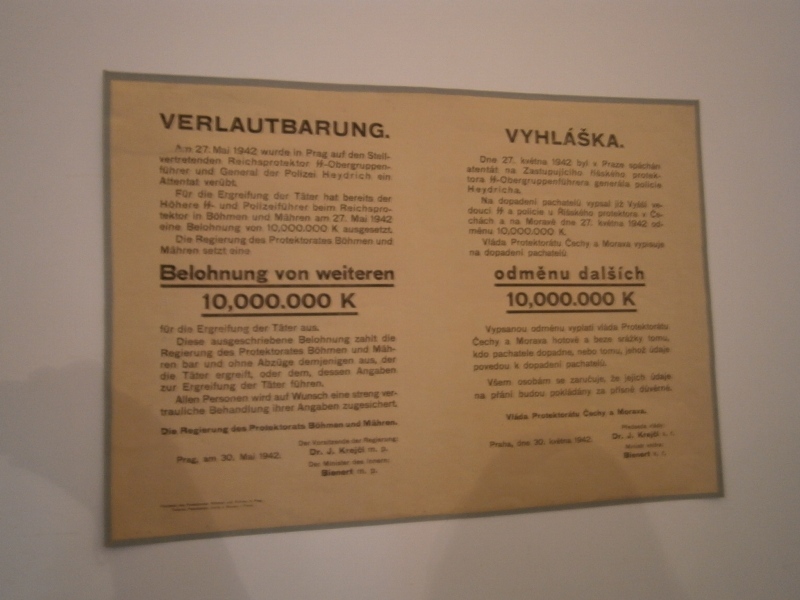 VERLAUTBARUNG.
Am 27. Mai 1942 wurde in Prag auf den Stell-
vertretenden Reichsprotektor ᛋᛋ-Obergruppen-
führer und General der Polizei Heydrich ein
Attentat verübt.
Für die Ergreifung der Täter hat bereits der
Höhere ᛋᛋ- und Polizeiführer beim Reichspro-
tektor in Böhmen und Mähren am 27. Mai 1942
eine Belohnung von 10,000.000 K ausgesetzt.
Die Regierung des Protektorates Böhmen und
Mähren setzt eine
Belohnung von weiteren
10,000.000 K
für die Ergreifung der Täter aus.
Diese ausgeschriebene Belohnung zahlt die
Regierung des Protektorates Böhmen und Mäh-
ren bar und ohne Abzüge demjenigen aus, der
die Täter ergreift, oder dem, dessen Angaben
zur Ergreifung der Täter führen.
Allen Personen wird auf Wunsch eine streng ver-
trauliche Behandlung ihrer Angaben zugesichert.
Die Regierung des Protektorats Böhmen und Mähren.
Prag, am 30. Mai 1942.
Der Vorsitzende der Regierung:
Dr. J. Krejčí m. p.
Der Minister des Innern:
Bienert m. p.
VYHLÁŠKA.
Dne 27. května 1942 byl v Praze spáchán
atentát na Zastupujícího říšského protek-
tora ᛋᛋ-Obergruppenführera generála policie
Heydricha.
Na dopadení pachatelů vypsal již Vyšší ve-
doucí ᛋᛋ a policie u Říšského protektora v Če-
chách a na Moravě dne 27. května 1942 od-
měnu 10,000.000 K.
Vláda Protektorátu Čechy a Morava vypisuje
na dopadení pachatelů
odměnu dalších
10,000.000 K
Vypsanou odměnu vyplatí vláda Protektorátu
Čechy a Morava hotově a beze srážky tomu,
kdo pachatele dopadne, nebo tomu, jehož údaje
povedou k dopadení pachatelů.
Všem osobám se zaručuje, že jejich údaje
na přání budou pokládány za přísně důvěrné.
Vláda Protektorátu Čechy a Morava.
Praha, dne 30. května 1942.
Předseda vlády:
Dr. J. Krejčí v. r.
Ministr vnitra:
Bienert v. r.